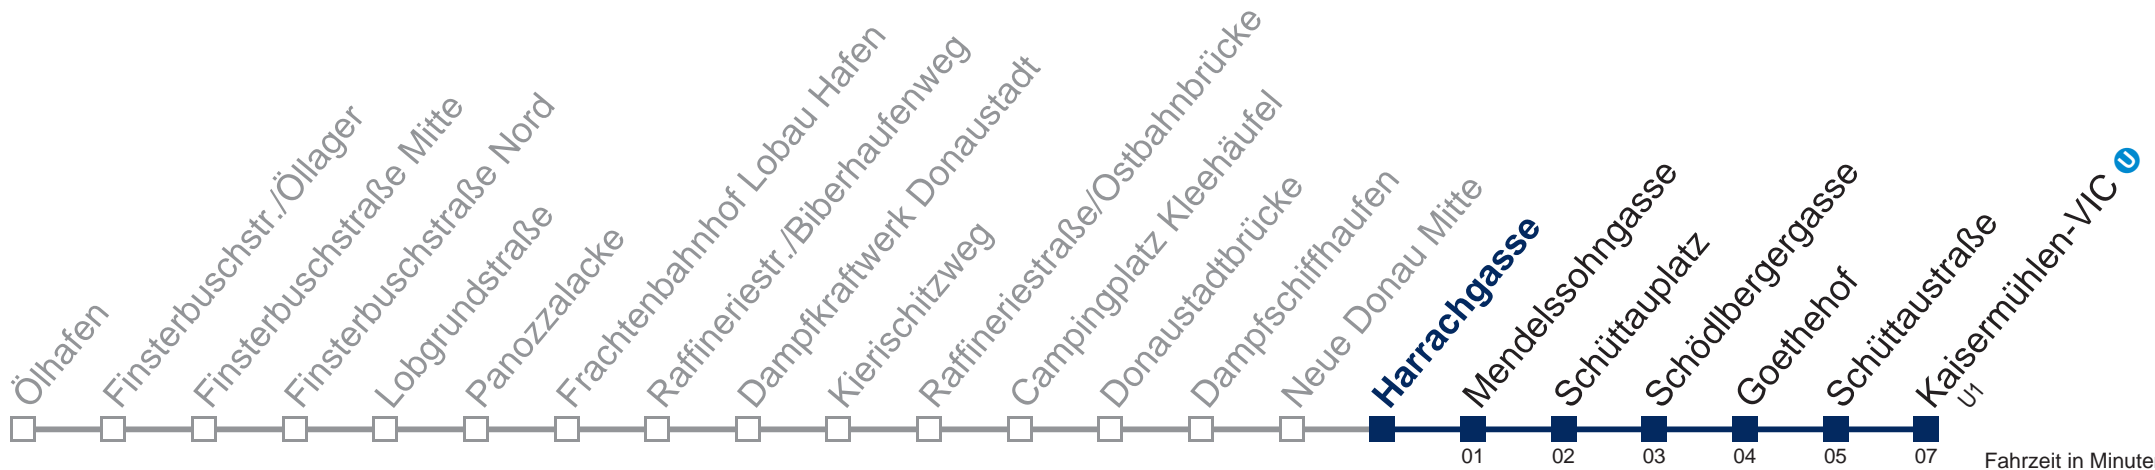 Ölhafen
Finsterbuschstr./Öllager
Finsterbuschstraße Mitte
Finsterbuschstraße Nord
Lobgrundstraße
Panozzalacke
Frachtenbahnhof Lobau Hafen
Raffineriestr./Biberhaufenweg
Dampfkraftwerk Donaustadt
Kierischitzweg
Raffineriestraße/Ostbahnbrücke
Campingplatz Kleehäufel
Donaustadtbrücke
Dampfschiffhaufen
Neue Donau Mitte
Harrachgasse
Mendelssohngasse
Schüttauplatz
Schödlbergergasse
Goethehof
Schüttaustraße
Kaisermühlen-VIC U
U1
01 02 03 04 05 07
Fahrzeit in Minute